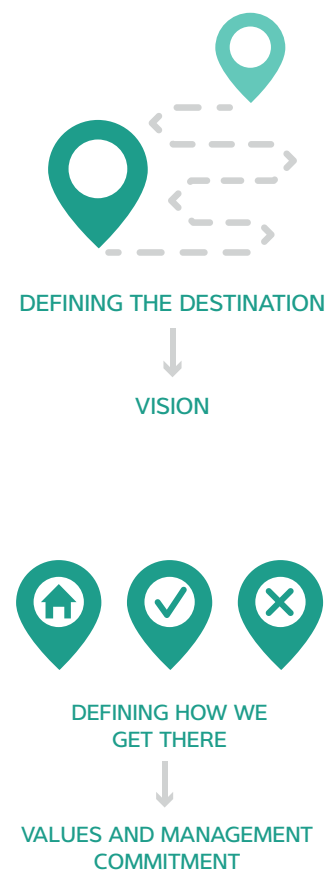 DEFINING THE DESTINATION
VISION
DEFINING HOW WE
GET THERE
VALUES AND MANAGEMENT
COMMITMENT